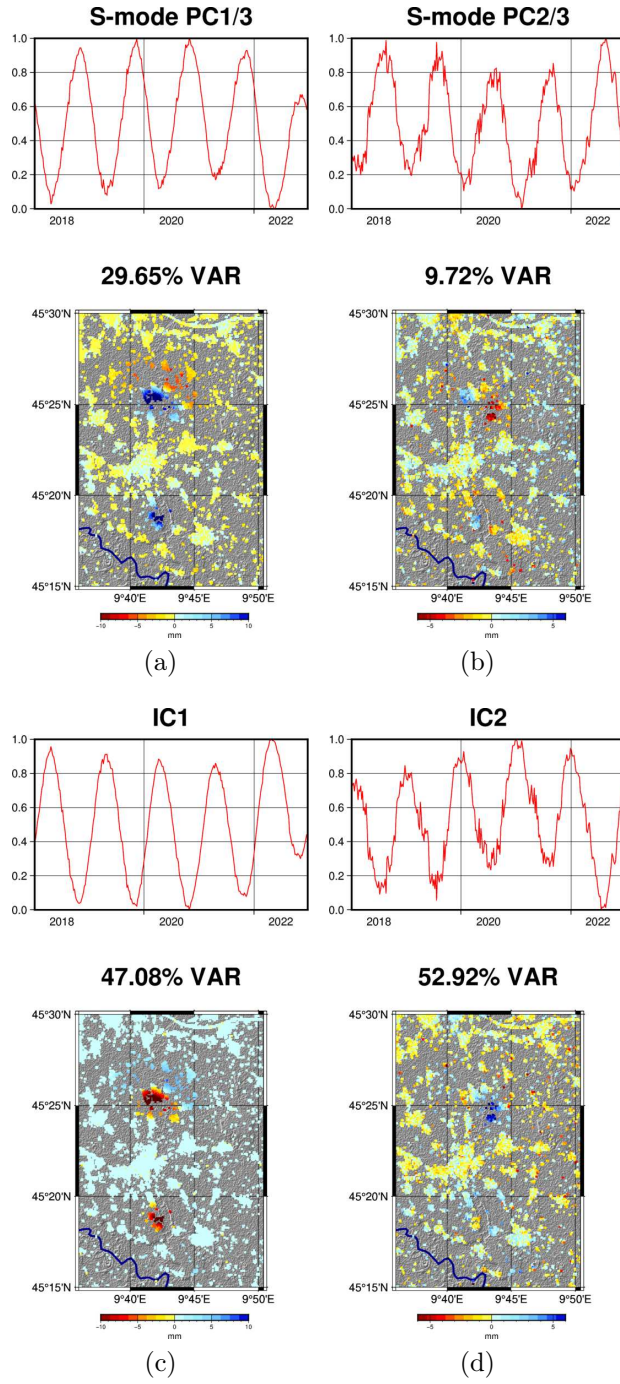 S-mode PC1/3
S-mode PC2/3
1.0
0.8
0.6
0.4
0.2
0.0
2018 2020 2022
1.0
0.8
0.6
0.4
0.2
0.0
2018 2020 2022
29.65% VAR
9.72% VAR
45°30'N
45°25'N
45°20'N
45°15'N
9°40'E 9°45'E 9°50'E
-10 -5 0 5 10
mm
(a)
45°30'N
45°25'N
45°20'N
45°15'N
9°40'E 9°45'E 9°50'E
-5 0 5
mm
(b)
IC1
IC2
1.0
0.8
0.6
0.4
0.2
0.0
2018 2020 2022
1.0
0.8
0.6
0.4
0.2
0.0
2018 2020 2022
47.08% VAR
52.92% VAR
45°30'N
45°25'N
45°20'N
45°15'N
9°40'E 9°45'E 9°50'E
-10 -5 0 5 10
mm
(c)
45°30'N
45°25'N
45°20'N
45°15'N
9°40'E 9°45'E 9°50'E
-5 0 5
mm
(d)